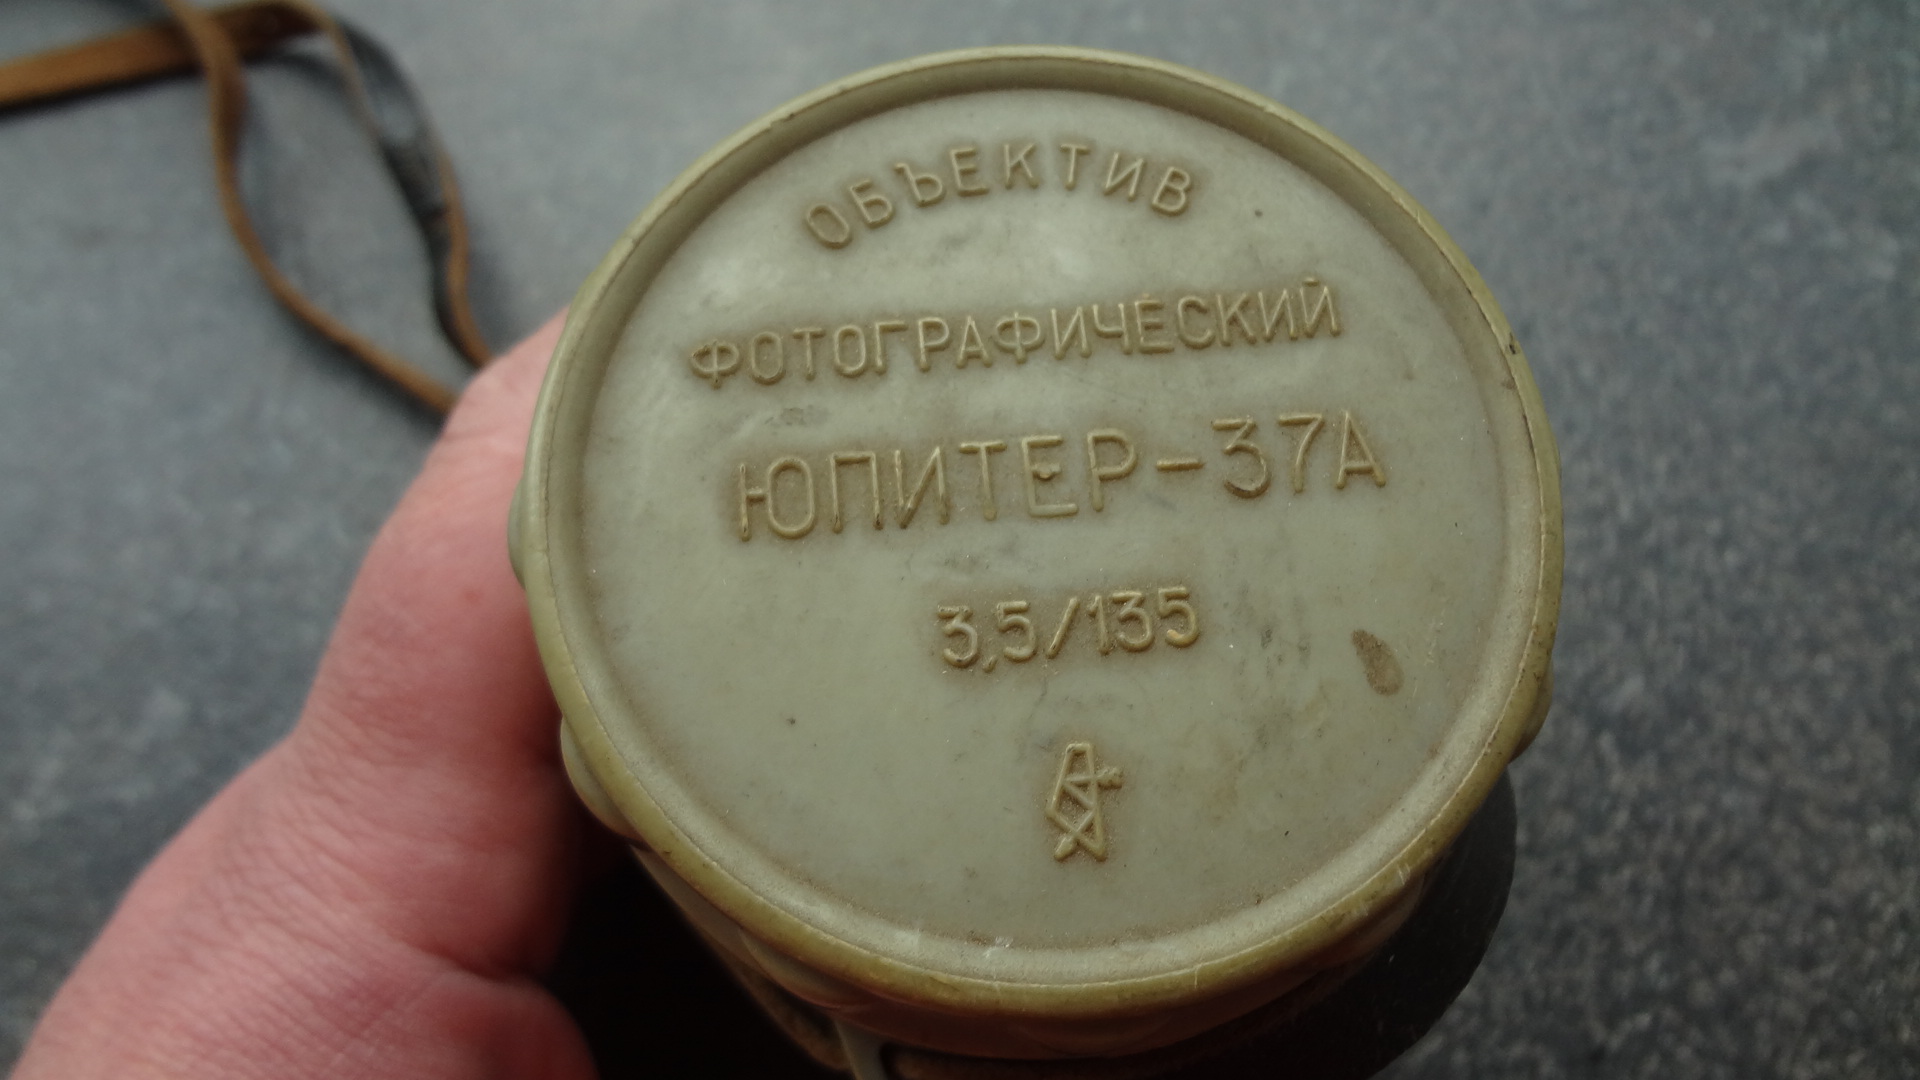 ОБЪЕКТИВ
ФОТОГРАФИЧЕСКИЙ
ЮПИТЕР-37А
3,5/135